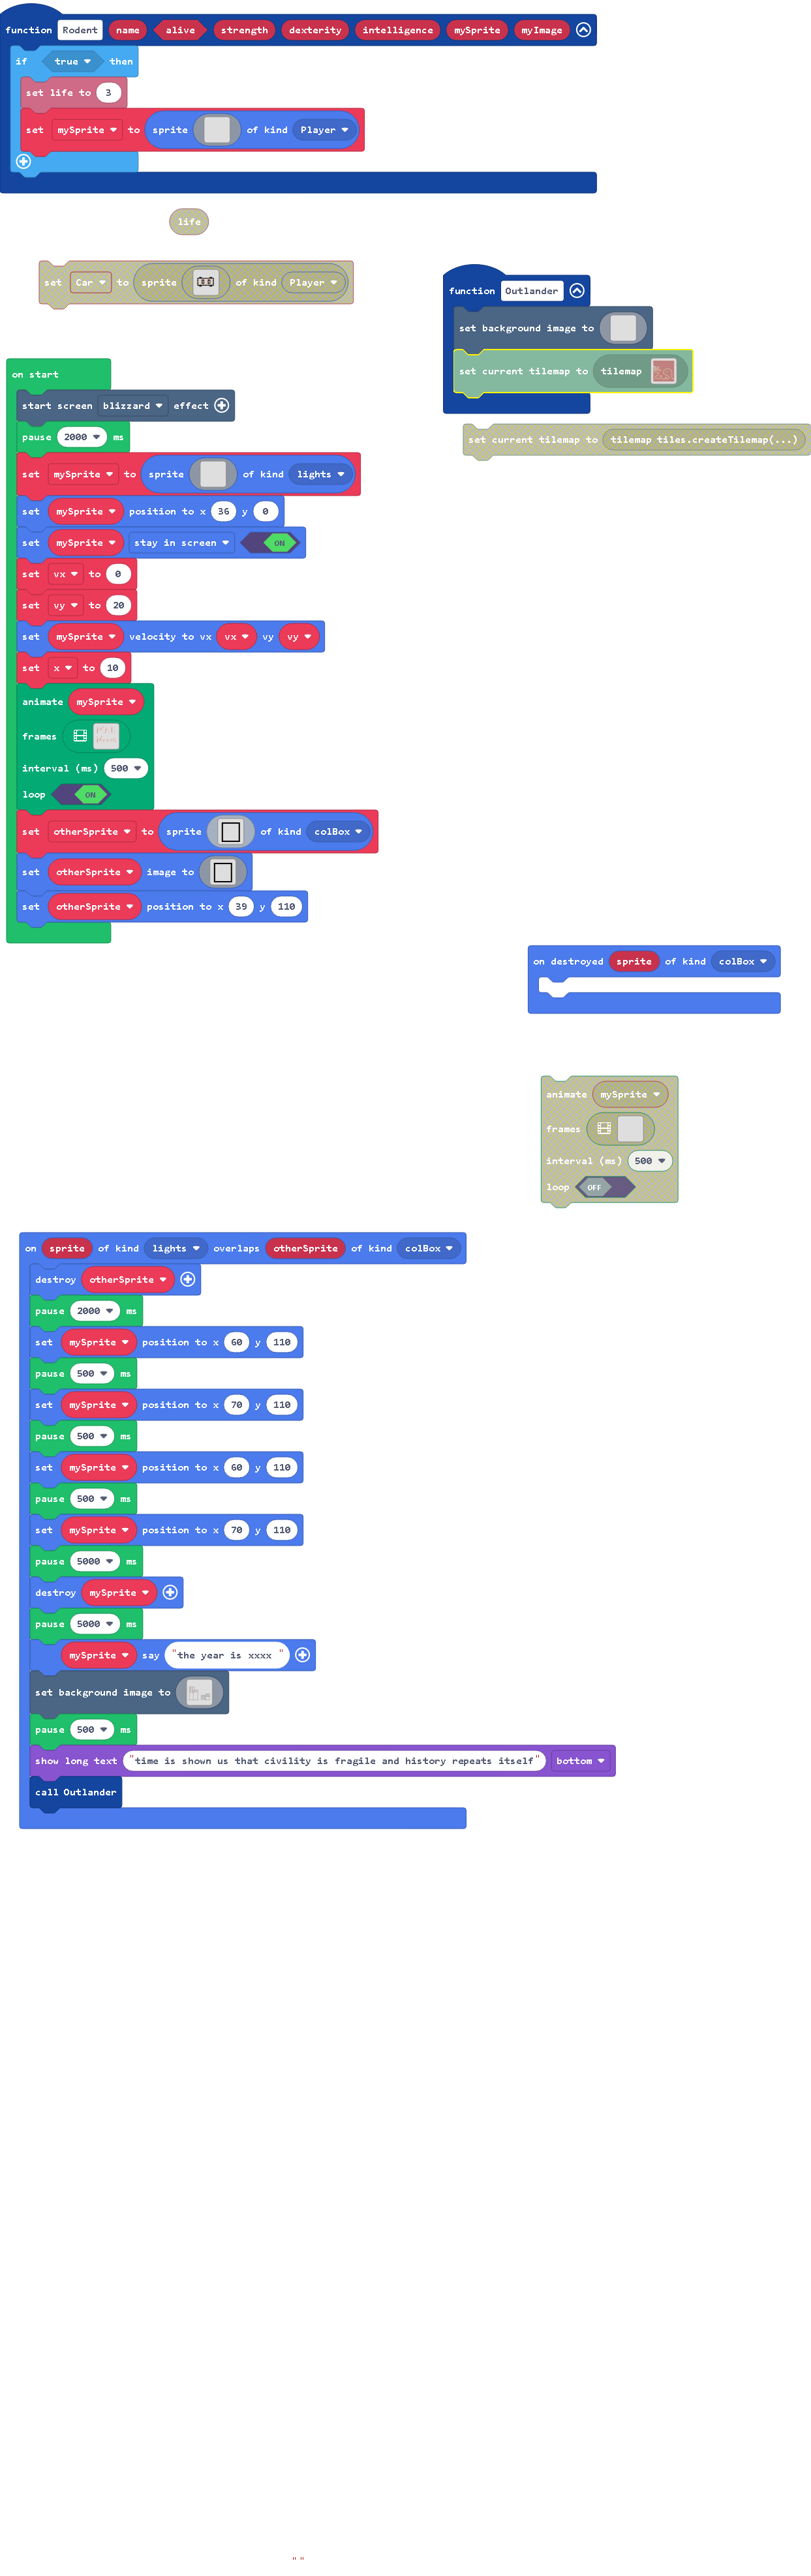 function Rodent name alive strength dexterity intelligence mySprite myImage
if true then
set life to 3
set mySprite to sprite of kind Player
life
set Car to sprite of kind Player
function Outlander
set background image to
set current tilemap to tilemap
set current tilemap to tilemap tiles.createTilemap(...)
on start
start screen blizzard effect
pause 2000 ms
set mySprite to sprite of kind lights
set mySprite position to x 36 y 0
set mySprite stay in screen ON
set vx to 0
set vy to 20
set mySprite velocity to vx vx vy vy
set x to 10
animate mySprite
frames
interval (ms) 500
loop ON
set otherSprite to sprite of kind colBox
set otherSprite image to
set otherSprite position to x 39 y 110
on destroyed sprite of kind colBox
animate mySprite
frames
interval (ms) 500
loop OFF
on sprite of kind lights overlaps otherSprite of kind colBox
destroy otherSprite
pause 2000 ms
set mySprite position to x 60 y 110
pause 500 ms
set mySprite position to x 70 y 110
pause 500 ms
set mySprite position to x 60 y 110
pause 500 ms
set mySprite position to x 70 y 110
pause 5000 ms
destroy mySprite
pause 5000 ms
mySprite say "the year is xxxx "
set background image to
pause 500 ms
show long text "time is shown us that civility is fragile and history repeats itself" bottom
call Outlander
" "